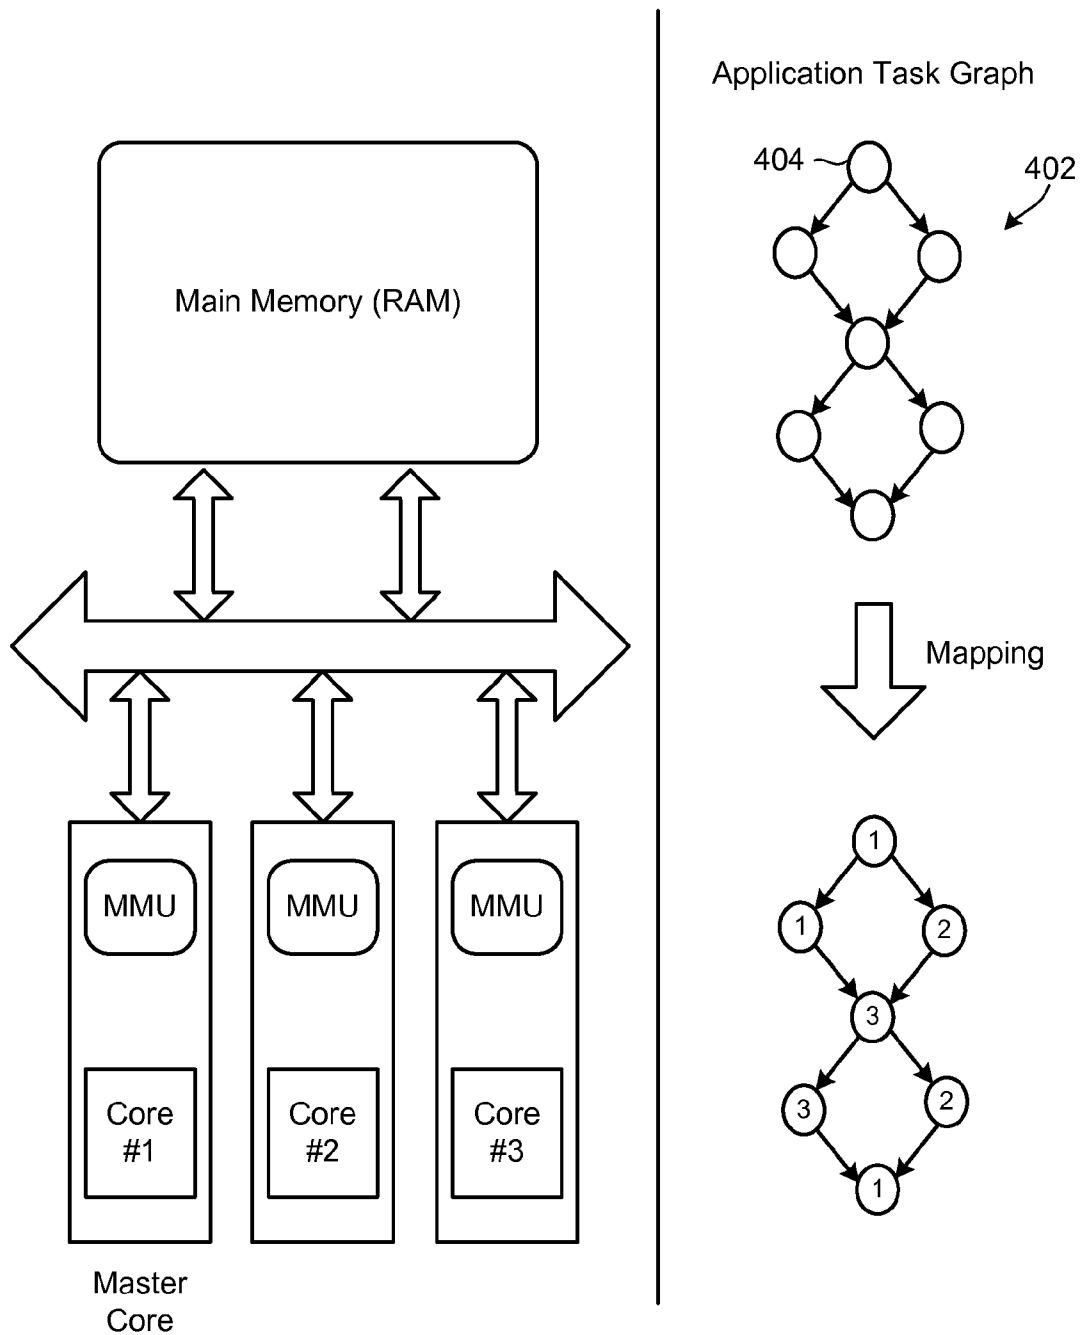 Application Task Graph
404
402
Main Memory (RAM)
Mapping
MMU
MMU
MMU
Core
#1
Core
#2
Core
#3
Master
Core
1
1
2
3
3
2
1